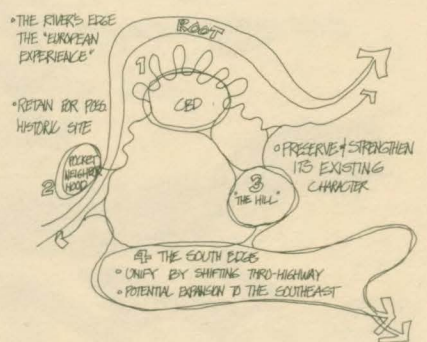 • THE RIVER'S EDGE
THE "EUROPEAN
EXPERIENCE"
ROOT
1
CBD
• RETAIN FOR POSS.
HISTORIC SITE
POCKET
NEIGHBOR
HOOD
2
• PRESERVE & STRENGTHEN
ITS EXISTING
CHARACTER
3
"THE HILL"
4 THE SOUTH EDGE
• UNIFY BY SHIFTING THRU-HIGHWAY
• POTENTIAL EXPANSION TO THE SOUTHEAST